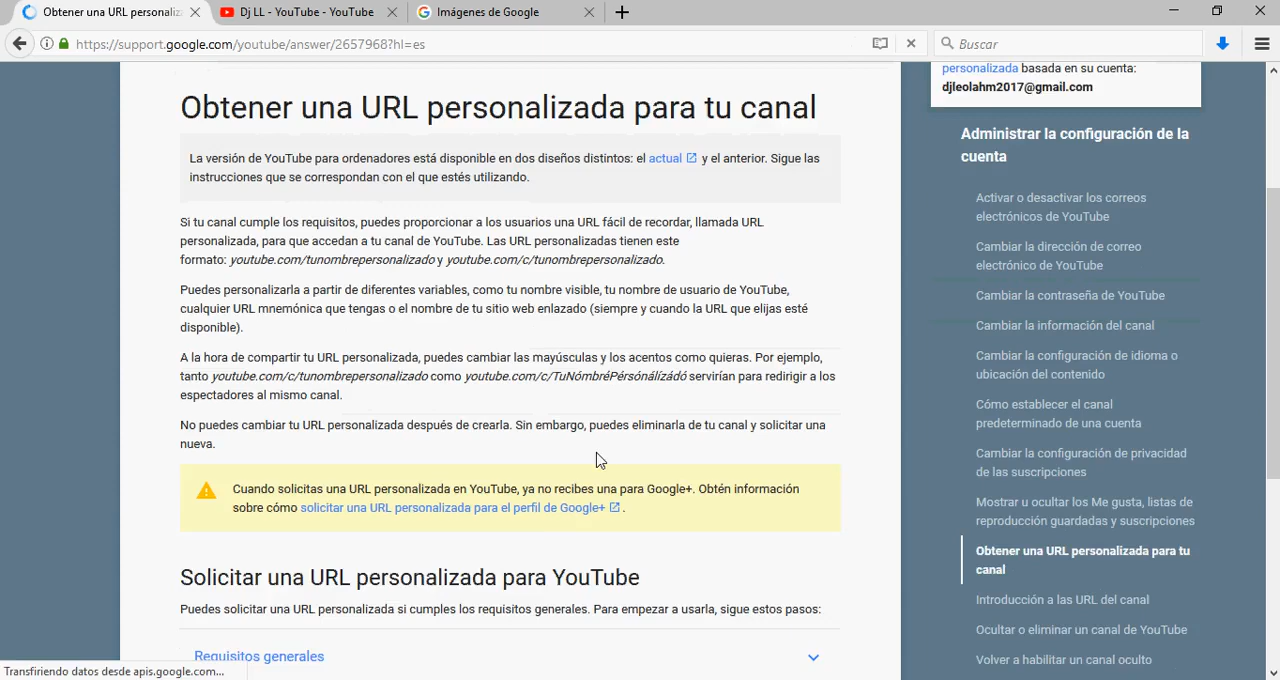 Obtener una URL personaliz
Dj LL - YouTube - YouTube
Imágenes de Google
https://support.google.com/youtube/answer/2657968?hl=es
Buscar
personalizada basada en su cuenta:
djleolahm2017@gmail.com
Obtener una URL personalizada para tu canal
La versión de YouTube para ordenadores está disponible en dos diseños distintos: el actual y el anterior. Sigue las
instrucciones que se correspondan con el que estés utilizando.
Si tu canal cumple los requisitos, puedes proporcionar a los usuarios una URL fácil de recordar, llamada URL
personalizada, para que accedan a tu canal de YouTube. Las URL personalizadas tienen este
formato: youtube.com/tunombrepersonalizado y youtube.com/c/tunombrepersonalizado.
Puedes personalizarla a partir de diferentes variables, como tu nombre visible, tu nombre de usuario de YouTube,
cualquier URL mnemónica que tengas o el nombre de tu sitio web enlazado (siempre y cuando la URL que elijas esté
disponible).
A la hora de compartir tu URL personalizada, puedes cambiar las mayúsculas y los acentos como quieras. Por ejemplo,
tanto youtube.com/c/tunombrepersonalizado como youtube.com/c/TuNómbréPérsónálízádó servirían para redirigir a los
espectadores al mismo canal.
No puedes cambiar tu URL personalizada después de crearla. Sin embargo, puedes eliminarla de tu canal y solicitar una
nueva.
Cuando solicitas una URL personalizada en YouTube, ya no recibes una para Google+. Obtén información
sobre cómo solicitar una URL personalizada para el perfil de Google+ .
Solicitar una URL personalizada para YouTube
Puedes solicitar una URL personalizada si cumples los requisitos generales. Para empezar a usarla, sigue estos pasos:
Requisitos generales
Administrar la configuración de la
cuenta
Activar o desactivar los correos
electrónicos de YouTube
Cambiar la dirección de correo
electrónico de YouTube
Cambiar la contraseña de YouTube
Cambiar la información del canal
Cambiar la configuración de idioma o
ubicación del contenido
Cómo establecer el canal
predeterminado de una cuenta
Cambiar la configuración de privacidad
de las suscripciones
Mostrar u ocultar los Me gusta, listas de
reproducción guardadas y suscripciones
Obtener una URL personalizada para tu
canal
Introducción a las URL del canal
Ocultar o eliminar un canal de YouTube
Volver a habilitar un canal oculto
Transfiriendo datos desde apis.google.com...